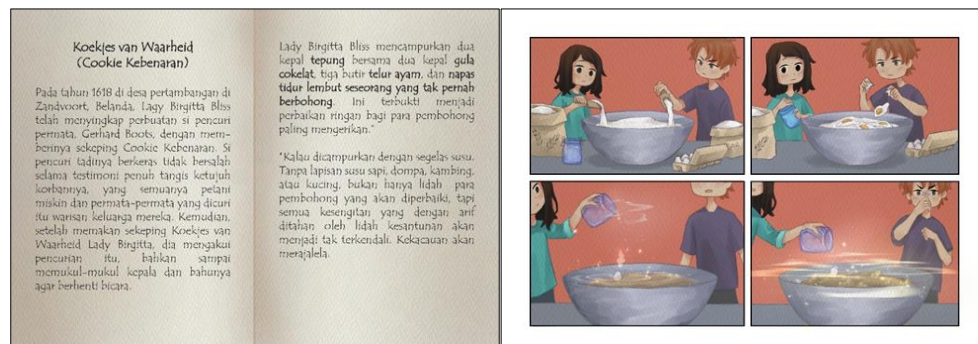 Koekjes van Waarheid
(Cookie Kebenaran)
Pada tahun 1618 di desa pertambangan di
Zandvoort, Belanda, Lagy Birgitta Bliss
telah menyingkap perbuatan si pencuri
permata, Gerhard Boots, dengan mem-
berinya sekeping Cookie Kebenaran. Si
pencuri tadinya berkeras tidak bersalah
selama testimoni penuh tangis ketujuh
korbannya, yang semuanya petani
miskin dan permata-permata yang dicuri
itu warisan keluarga mereka. Kemudian,
setelah memakan sekeping Koekjes van
Waarheid Lady Birgitta, dia mengakui
pencurian itu, bahkan sampai
memukul-mukul kepala dan bahunya
agar berhenti bicara.
Lady Birgitta Bliss mencampurkan dua
kepal tepung bersama dua kepal gula
cokelat, tiga butir telur ayam, dan napas
tidur lembut seseorang yang tak pernah
berbohong. Ini terbukti menjadi
perbaikan ringan bagi para pembohong
paling mengerikan."
"Kalau dicampurkan dengan segelas susu.
Tanpa lapisan susu sapi, dompa, kambing,
atau kucing, bukan hanya lidah para
pembohong yang akan diperbaiki, tapi
semua kesengitan yang dengan arif
ditahan oleh lidah kesantunan akan
menjadi tak terkendali. Kekacauan akan
merajalela.